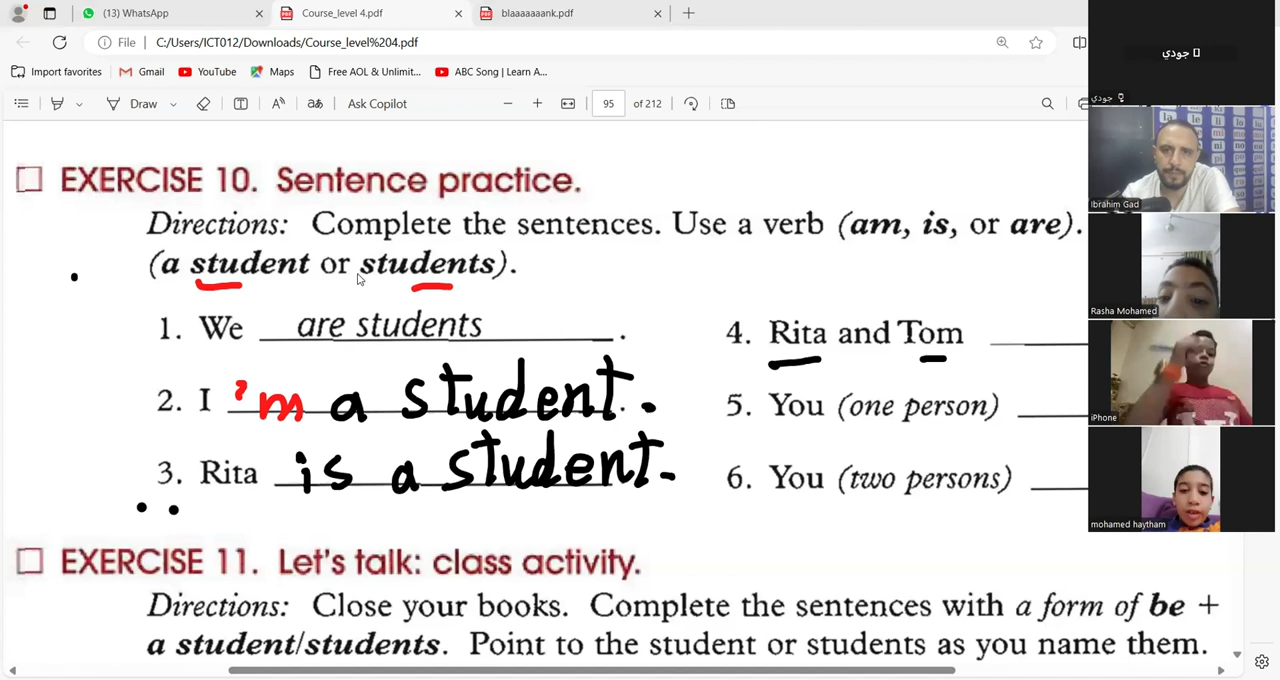 (13) WhatsApp
Course_level 4.pdf
blaaaaaaank.pdf
File
C:/Users/ICT012/Downloads/Course_level%204.pdf
Import favorites
Gmail
YouTube
Maps
Free AOL & Unlimit...
ABC Song | Learn A...
Draw
Ask Copilot
95
of 212
EXERCISE 10. Sentence practice.
Directions: Complete the sentences. Use a verb (am, is, or are).
(a student or students).
1. We are students.
2. I 'm a student.
3. Rita is a student.
4. Rita and Tom
5. You (one person)
6. You (two persons)
EXERCISE 11. Let's talk: class activity.
Directions: Close your books. Complete the sentences with a form of be +
a student/students. Point to the student or students as you name them.
جودي
جودي
Ibrahim Gad
Rasha Mohamed
iPhone
mohamed haytham